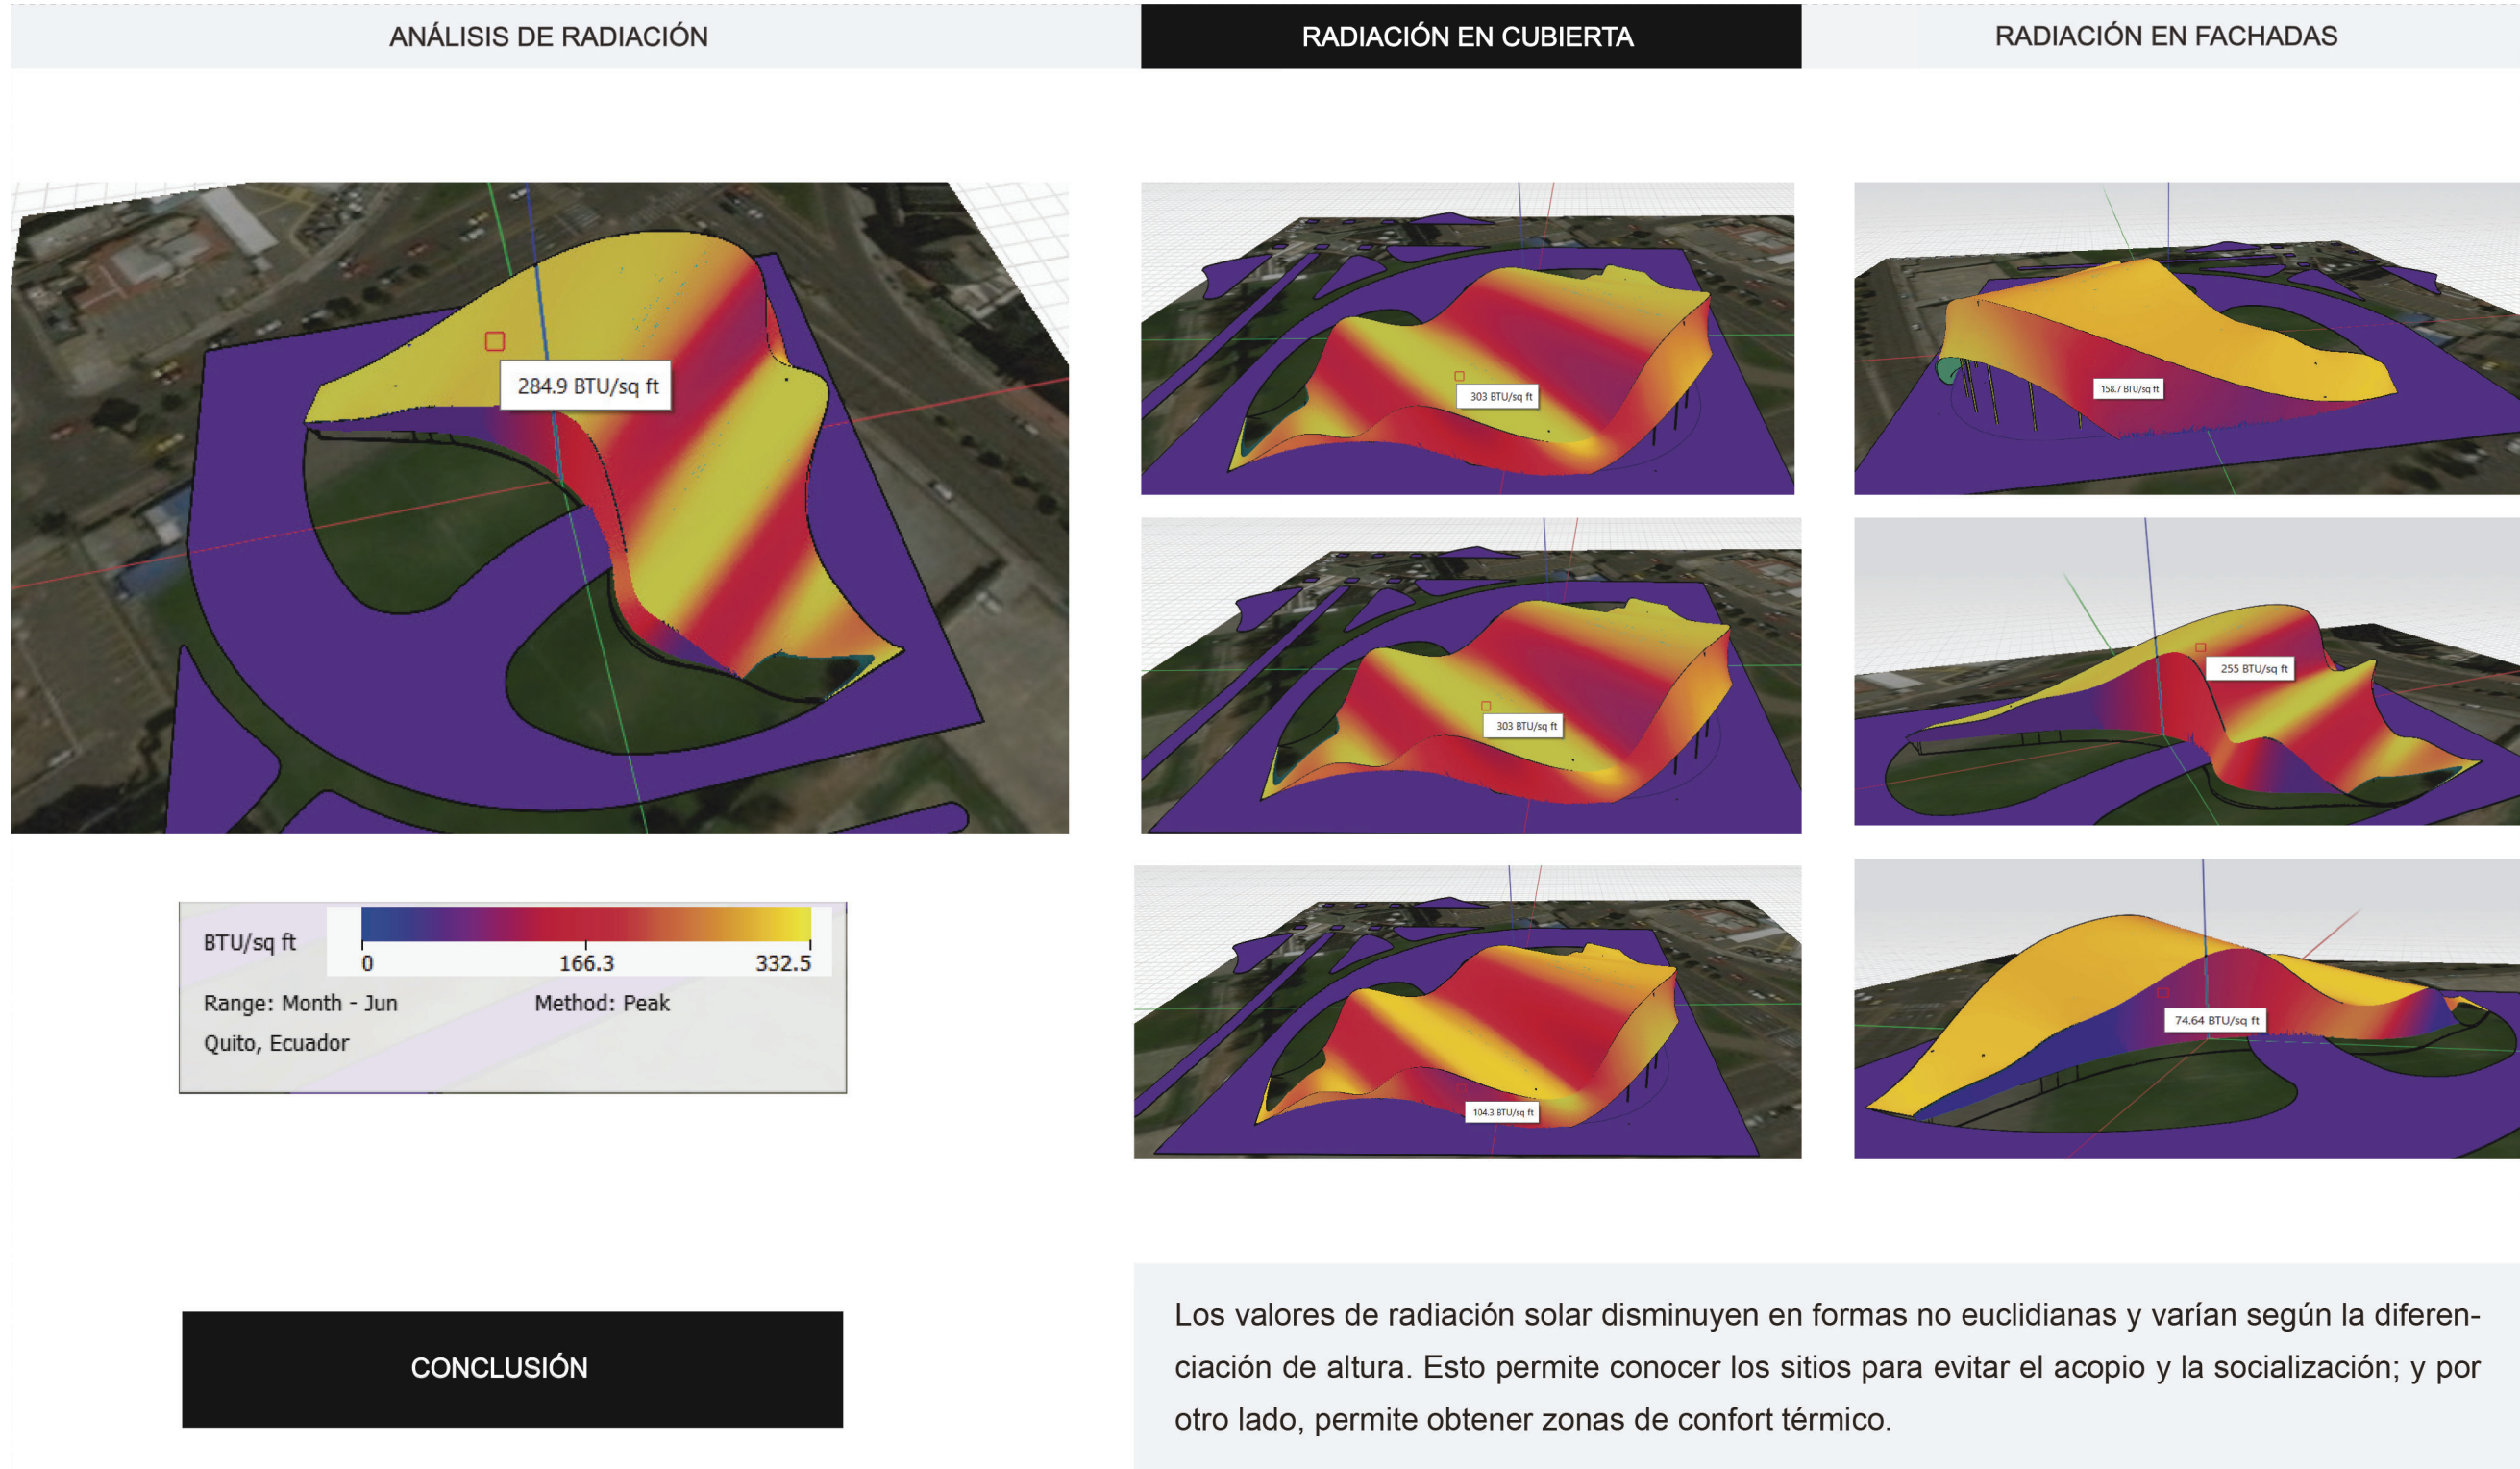 ANÁLISIS DE RADIACIÓN
RADIACIÓN EN CUBIERTA
RADIACIÓN EN FACHADAS
284.9 BTU/sq ft
303 BTU/sq ft
158.7 BTU/sq ft
303 BTU/sq ft
255 BTU/sq ft
104.3 BTU/sq ft
74.64 BTU/sq ft
BTU/sq ft
0 166.3 332.5
Range: Month - Jun Method: Peak
Quito, Ecuador
CONCLUSIÓN
Los valores de radiación solar disminuyen en formas no euclidianas y varían según la diferen-
ciación de altura. Esto permite conocer los sitios para evitar el acopio y la socialización; y por
otro lado, permite obtener zonas de confort térmico.